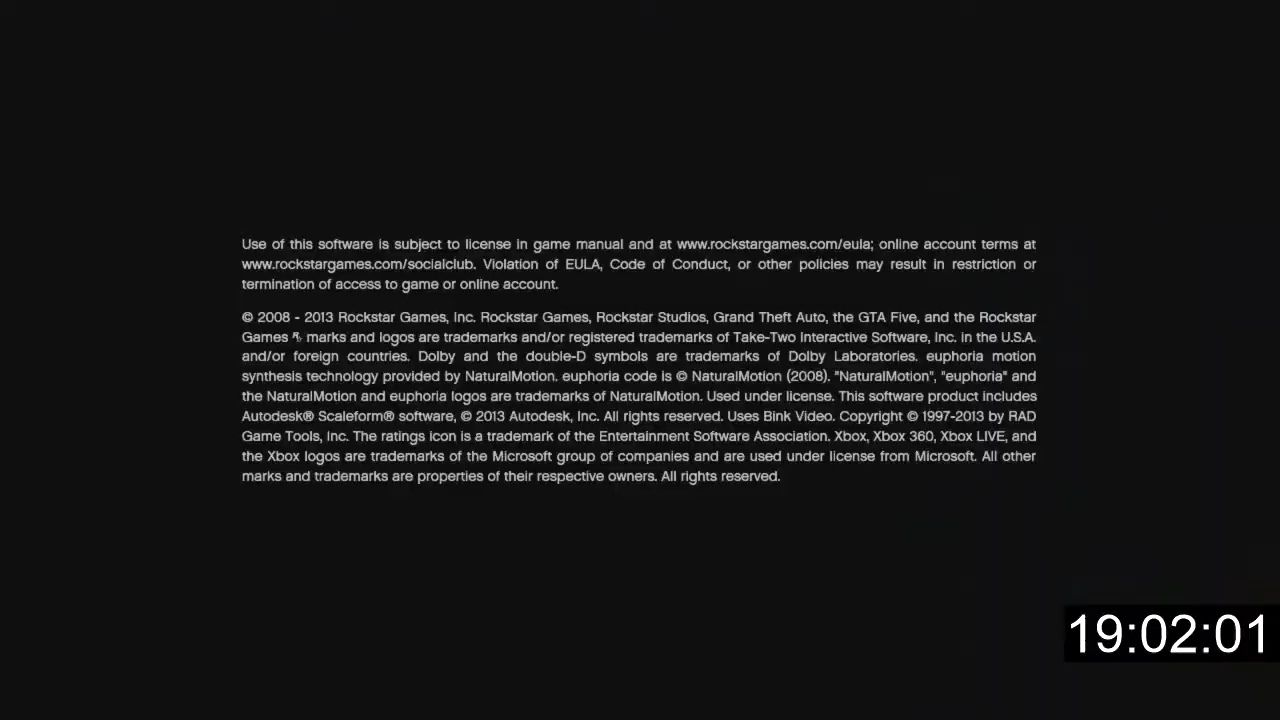 Use of this software is subject to license in game manual and at www.rockstargames.com/eula; online account terms at
www.rockstargames.com/socialclub. Violation of EULA, Code of Conduct, or other policies may result in restriction or
termination of access to game or online account.
© 2008 - 2013 Rockstar Games, Inc. Rockstar Games, Rockstar Studios, Grand Theft Auto, the GTA Five, and the Rockstar
Games R* marks and logos are trademarks and/or registered trademarks of Take-Two Interactive Software, Inc. in the U.S.A.
and/or foreign countries. Dolby and the double-D symbols are trademarks of Dolby Laboratories. euphoria motion
synthesis technology provided by NaturalMotion. euphoria code is © NaturalMotion (2008). "NaturalMotion", "euphoria" and
the NaturalMotion and euphoria logos are trademarks of NaturalMotion. Used under license. This software product includes
Autodesk® Scaleform® software, © 2013 Autodesk, Inc. All rights reserved. Uses Bink Video. Copyright © 1997-2013 by RAD
Game Tools, Inc. The ratings icon is a trademark of the Entertainment Software Association. Xbox, Xbox 360, Xbox LIVE, and
the Xbox logos are trademarks of the Microsoft group of companies and are used under license from Microsoft. All other
marks and trademarks are properties of their respective owners. All rights reserved.
19:02:01